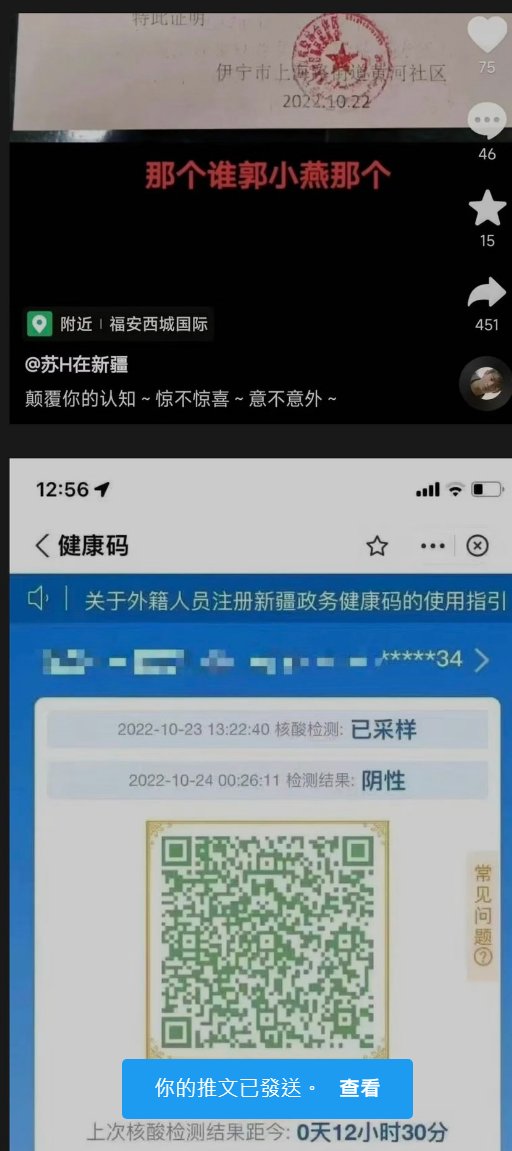 特此证明
75
伊宁市上海路街道黄河社区
2022.10.22
46
那个谁郭小燕那个
15
451
附近 | 福安西城国际
@苏H在新疆
颠覆你的认知 ~ 惊不惊喜 ~ 意不意外 ~
12:56
健康码
关于外籍人员注册新疆政务健康码的使用指引
*****34
2022-10-23 13:22:40 核酸检测: 已采样
2022-10-24 00:26:11 检测结果: 阴性
常见问题?
你的推文已發送。 查看
上次核酸检测结果距今: 0天12小时30分